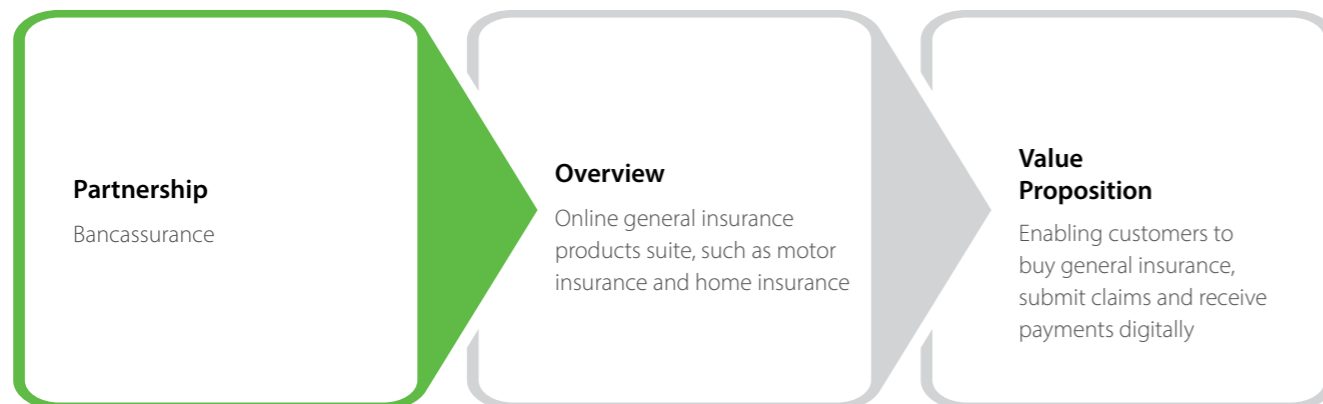 Partnership
Bancassurance
Overview
Online general insurance
products suite, such as motor
insurance and home insurance
Value
Proposition
Enabling customers to
buy general insurance,
submit claims and receive
payments digitally